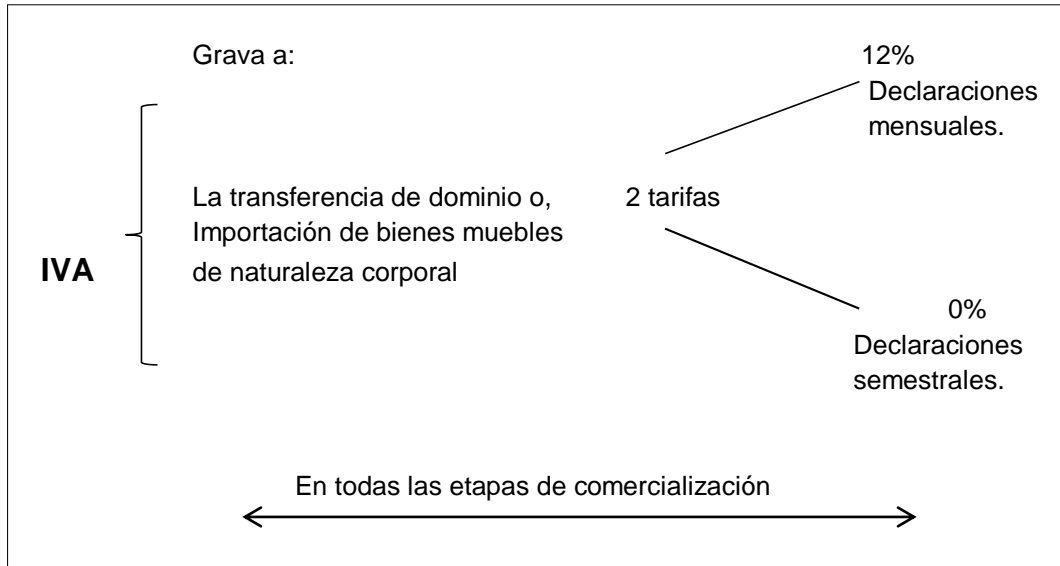 Grava a:
12%
Declaraciones
mensuales.
La transferencia de dominio o,
2 tarifas
Importación de bienes muebles
IVA
de naturaleza corporal
0%
Declaraciones
semestrales.
En todas las etapas de comercialización